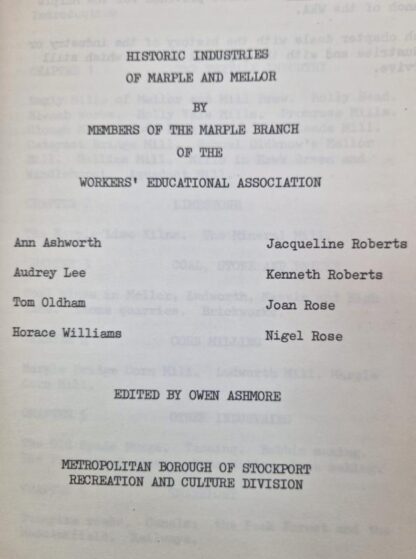 HISTORIC INDUSTRIES
OF MARPLE AND MELLOR
BY
MEMBERS OF THE MARPLE BRANCH
OF THE
WORKERS' EDUCATIONAL ASSOCIATION
Ann Ashworth Jacqueline Roberts
Audrey Lee Kenneth Roberts
Tom Oldham Joan Rose
Horace Williams Nigel Rose
EDITED BY OWEN ASHMORE
METROPOLITAN BOROUGH OF STOCKPORT
RECREATION AND CULTURE DIVISION